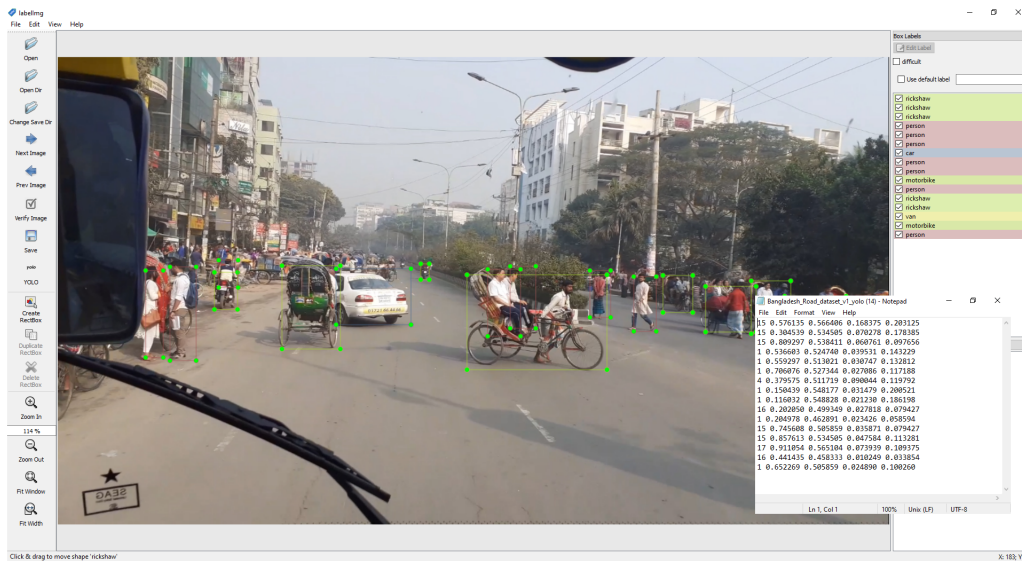 labelImg
File Edit View Help
Open
Open Dir
Change Save Dir
Next Image
Prev Image
Verify Image
Save
yolo
YOLO
Create
RectBox
Duplicate
RectBox
Delete
RectBox
Zoom In
114 %
Zoom Out
Fit Window
Fit Width
SEAG
Box Labels
Edit Label
difficult
Use default label
rickshaw
rickshaw
rickshaw
person
person
person
car
person
person
motorbike
person
rickshaw
rickshaw
van
motorbike
person
Bangladesh_Road_dataset_v1_yolo (14) - Notepad
File Edit Format View Help
15 0.576135 0.566406 0.168375 0.203125
15 0.304539 0.534505 0.070278 0.178385
15 0.809297 0.538411 0.060761 0.097656
1 0.536603 0.524740 0.039531 0.143229
1 0.559297 0.513021 0.030747 0.132812
1 0.706076 0.527344 0.027086 0.117188
4 0.379575 0.511719 0.090044 0.119792
1 0.150439 0.548177 0.031479 0.200521
1 0.116032 0.548828 0.021230 0.186198
16 0.202050 0.499349 0.027818 0.079427
1 0.204978 0.462891 0.023426 0.058594
15 0.745608 0.505859 0.035871 0.079427
15 0.857613 0.534505 0.047584 0.113281
17 0.911054 0.565104 0.073939 0.109375
16 0.441435 0.458333 0.010249 0.033854
1 0.652269 0.505859 0.024890 0.100260
Ln 1, Col 1 100% Unix (LF) UTF-8
Click & drag to move shape 'rickshaw'
X: 183; Y